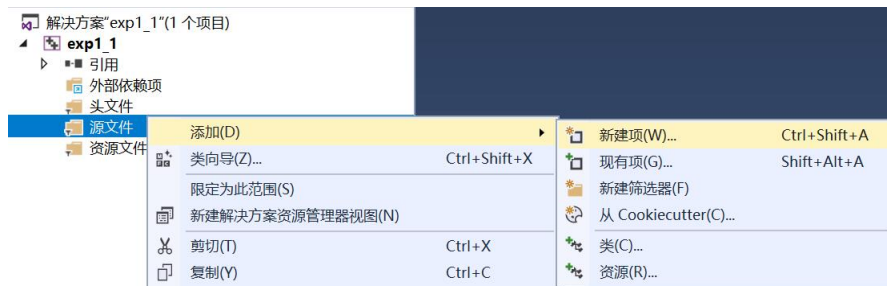 解决方案"exp1_1"(1 个项目)
exp1_1
引用
外部依赖项
头文件
源文件
资源文件
添加(D)
类向导(Z)... Ctrl+Shift+X
限定为此范围(S)
新建解决方案资源管理器视图(N)
剪切(T) Ctrl+X
复制(Y) Ctrl+C
新建项(W)... Ctrl+Shift+A
现有项(G)... Shift+Alt+A
新建筛选器(F)
从 Cookiecutter(C)...
类(C)...
资源(R)...